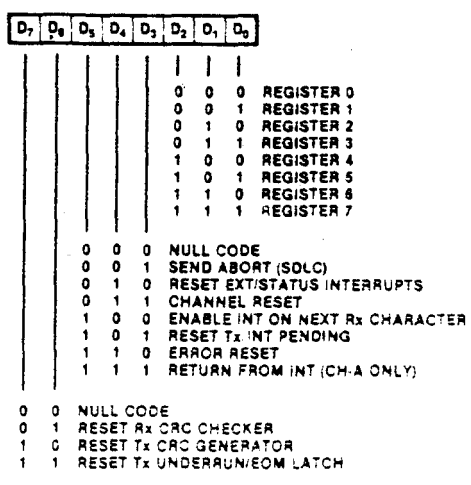 D7 D6 D5 D4 D3 D2 D1 D0
0 0 0 REGISTER 0
0 0 1 REGISTER 1
0 1 0 REGISTER 2
0 1 1 REGISTER 3
1 0 0 REGISTER 4
1 0 1 REGISTER 5
1 1 0 REGISTER 6
1 1 1 REGISTER 7
0 0 0 NULL CODE
0 0 1 SEND ABORT (SDLC)
0 1 0 RESET EXT/STATUS INTERRUPTS
0 1 1 CHANNEL RESET
1 0 0 ENABLE INT ON NEXT Rx CHARACTER
1 0 1 RESET Tx INT PENDING
1 1 0 ERROR RESET
1 1 1 RETURN FROM INT (CH-A ONLY)
0 0 NULL CODE
0 1 RESET Rx CRC CHECKER
1 0 RESET Tx CRC GENERATOR
1 1 RESET Tx UNDERRUN/EOM LATCH